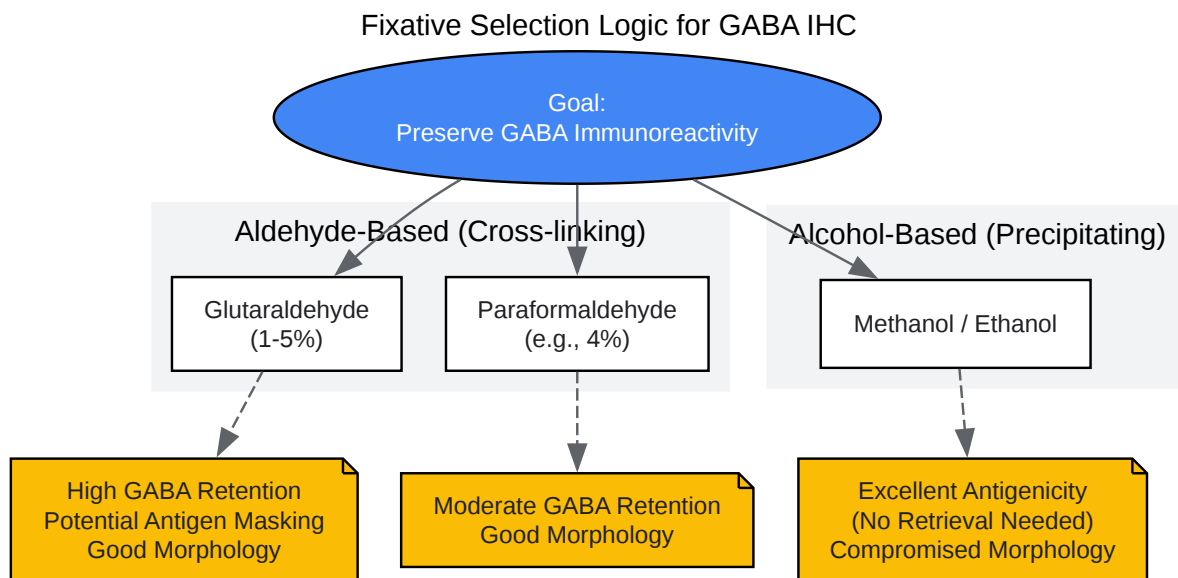 Fixative Selection Logic for GABA IHC
Goal:
Preserve GABA Immunoreactivity
Aldehyde-Based (Cross-linking)
Glutaraldehyde
(1-5%)
Paraformaldehyde
(e.g., 4%)
Alcohol-Based (Precipitating)
Methanol / Ethanol
High GABA Retention
Potential Antigen Masking
Good Morphology
Moderate GABA Retention
Good Morphology
Excellent Antigenicity
(No Retrieval Needed)
Compromised Morphology